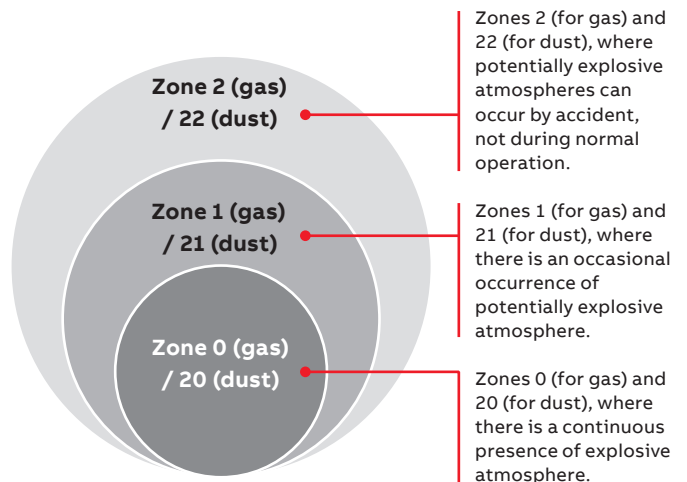 Zone 2 (gas)
/ 22 (dust)
Zones 2 (for gas) and
22 (for dust), where
potentially explosive
atmospheres can
occur by accident,
not during normal
operation.
Zone 1 (gas)
/ 21 (dust)
Zones 1 (for gas) and
21 (for dust), where
there is an occasional
occurrence of
potentially explosive
atmosphere.
Zone 0 (gas)
/ 20 (dust)
Zones 0 (for gas) and
20 (for dust), where
there is a continuous
presence of explosive
atmosphere.